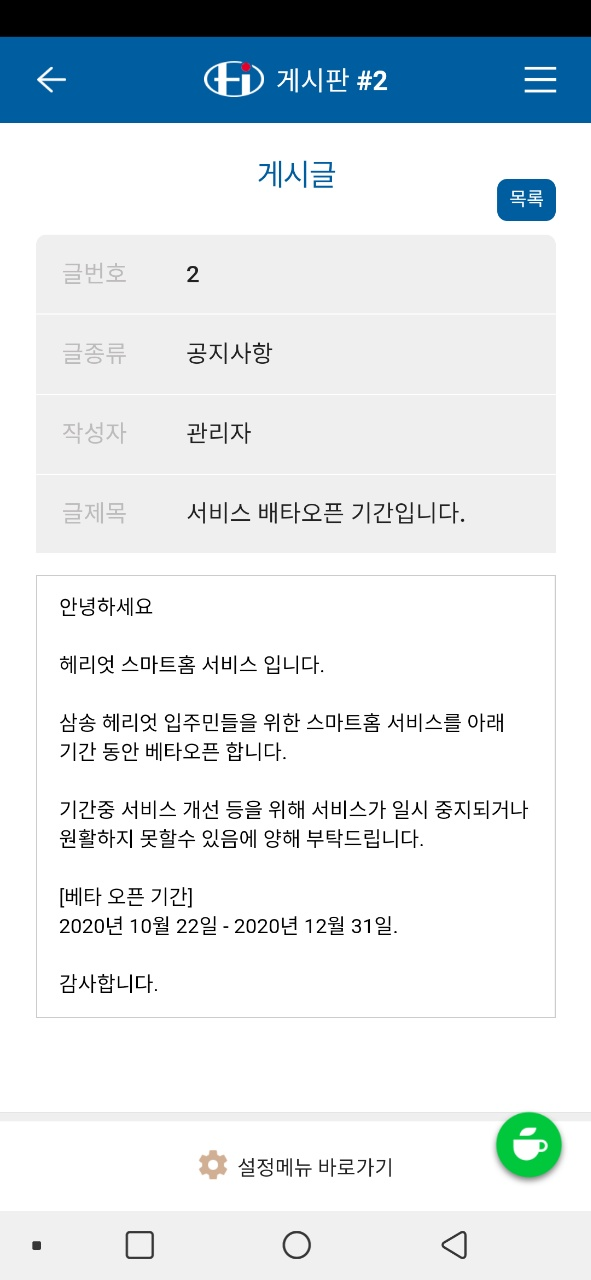 게시판 #2
게시글
목록
글번호 2
글종류 공지사항
작성자 관리자
글제목 서비스 배타오픈 기간입니다.
안녕하세요
헤리엇 스마트홈 서비스 입니다.
삼송 헤리엇 입주민들을 위한 스마트홈 서비스를 아래
기간 동안 베타오픈 합니다.
기간중 서비스 개선 등을 위해 서비스가 일시 중지되거나
원활하지 못할수 있음에 양해 부탁드립니다.
[베타 오픈 기간]
2020년 10월 22일 - 2020년 12월 31일.
감사합니다.
설정메뉴 바로가기